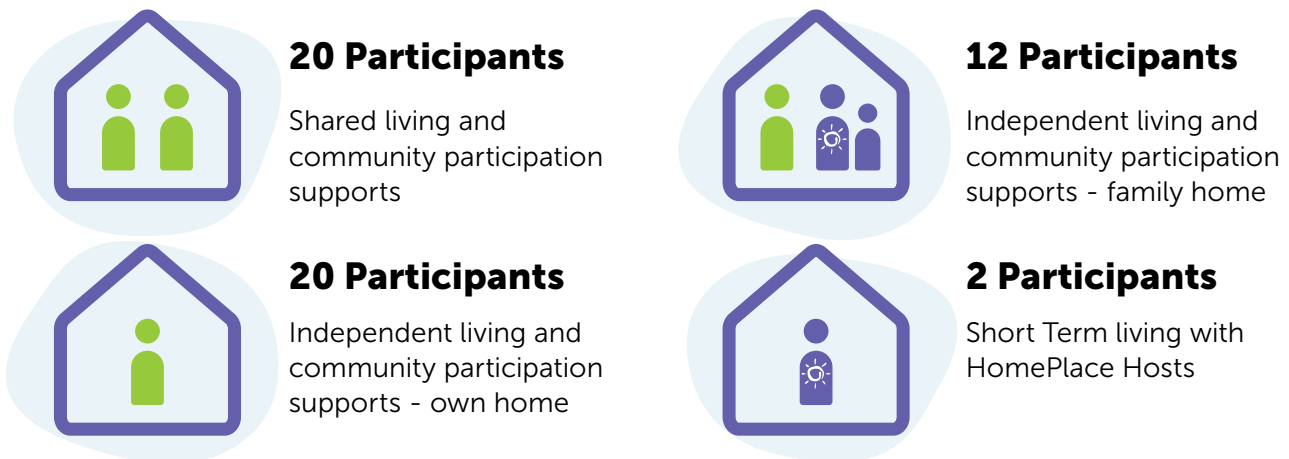 20 Participants
Shared living and
community participation
supports
12 Participants
Independent living and
community participation
supports - family home
20 Participants
Independent living and
community participation
supports - own home
2 Participants
Short Term living with
HomePlace Hosts